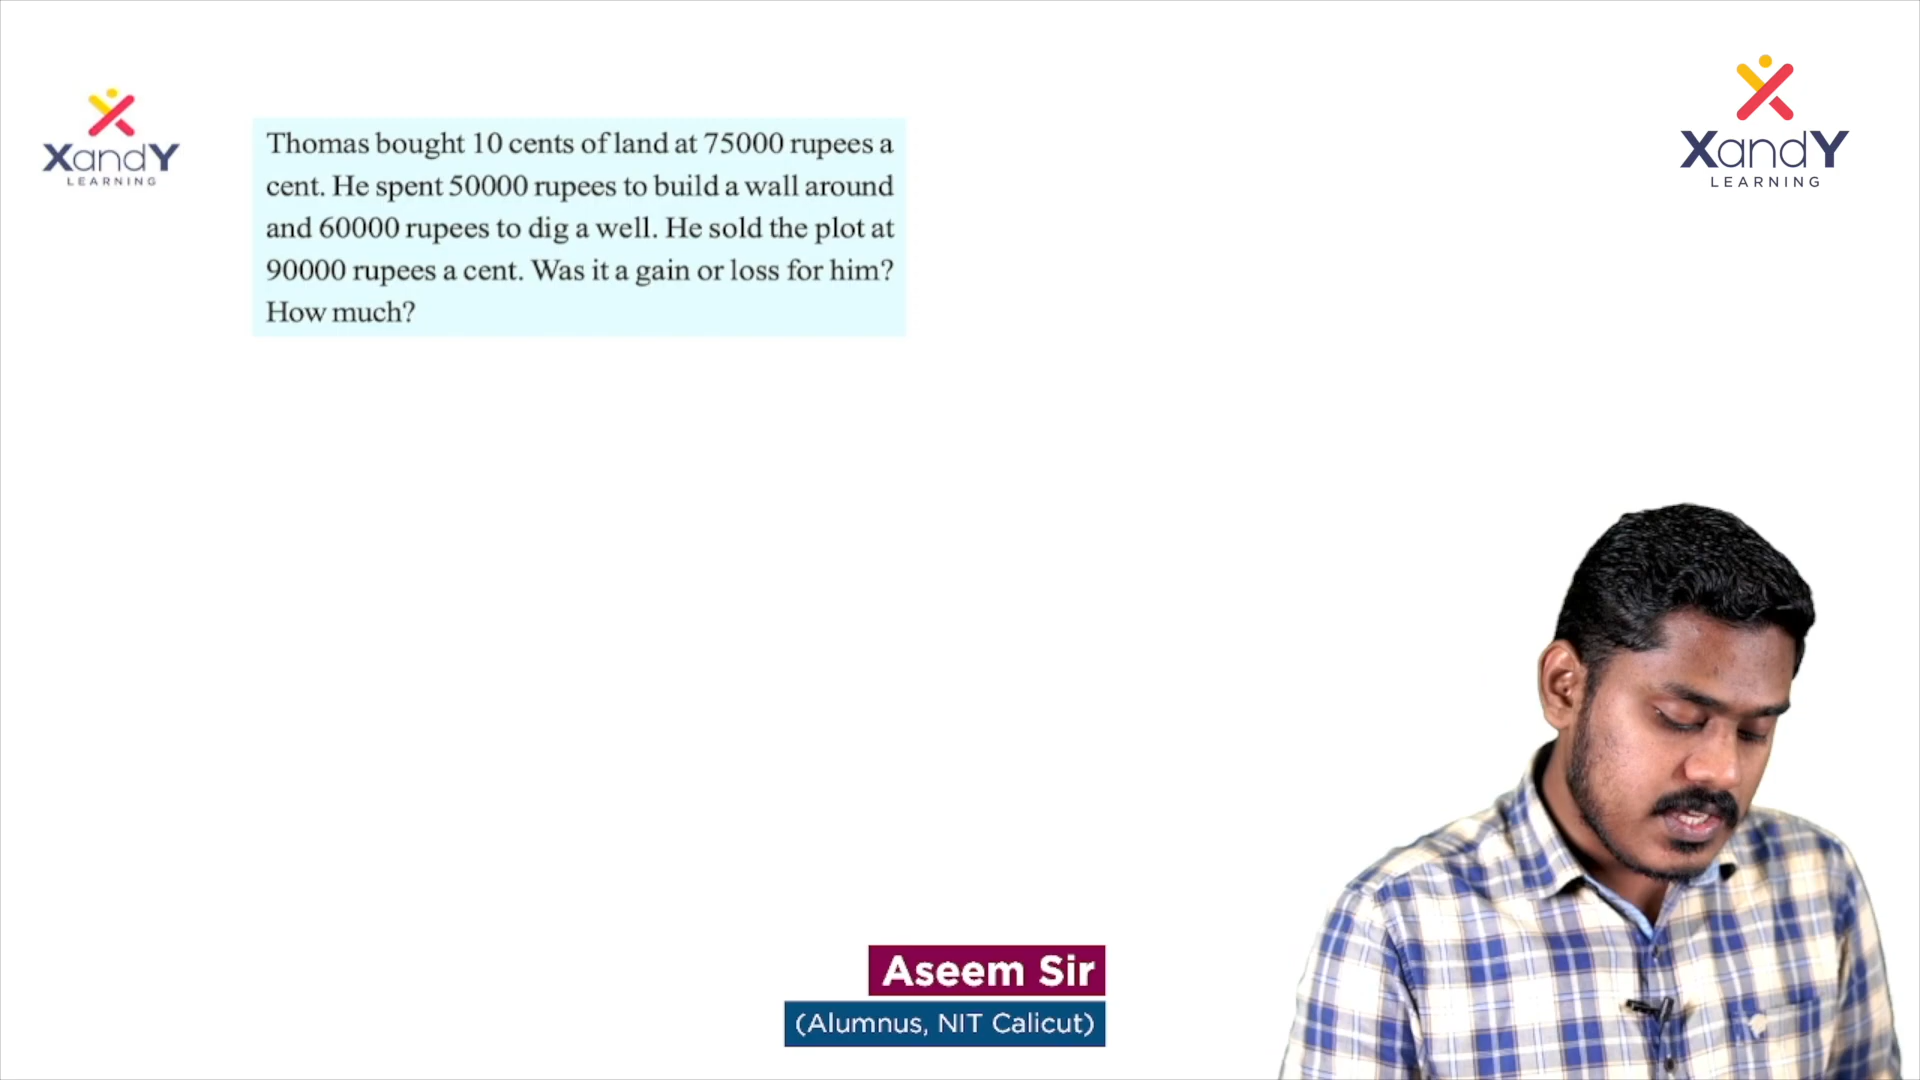 XandY
LEARNING
XandY
LEARNING
Thomas bought 10 cents of land at 75000 rupees a
cent. He spent 50000 rupees to build a wall around
and 60000 rupees to dig a well. He sold the plot at
90000 rupees a cent. Was it a gain or loss for him?
How much?
Aseem Sir
(Alumnus, NIT Calicut)